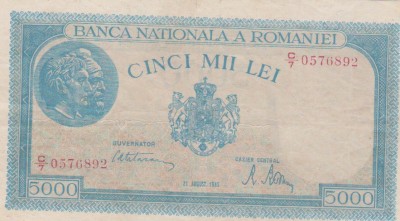 BANCA NATIONALA A ROMANIEI
CINCI MII LEI
C/7 0576892
GUVERNATOR
CASIER CENTRAL
C/7 0576892
5000
5000